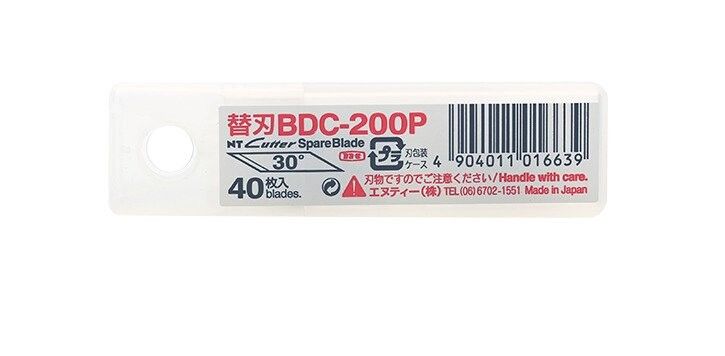 替刃BDC-200P
NT Cutter Spare Blade
30°
プラ
刃包装
ケース
4 904011 016639
40枚入
blades.
刃物ですのでご注意ください/Handle with care.
エヌティー(株) TEL(06)6702-1551 Made in Japan